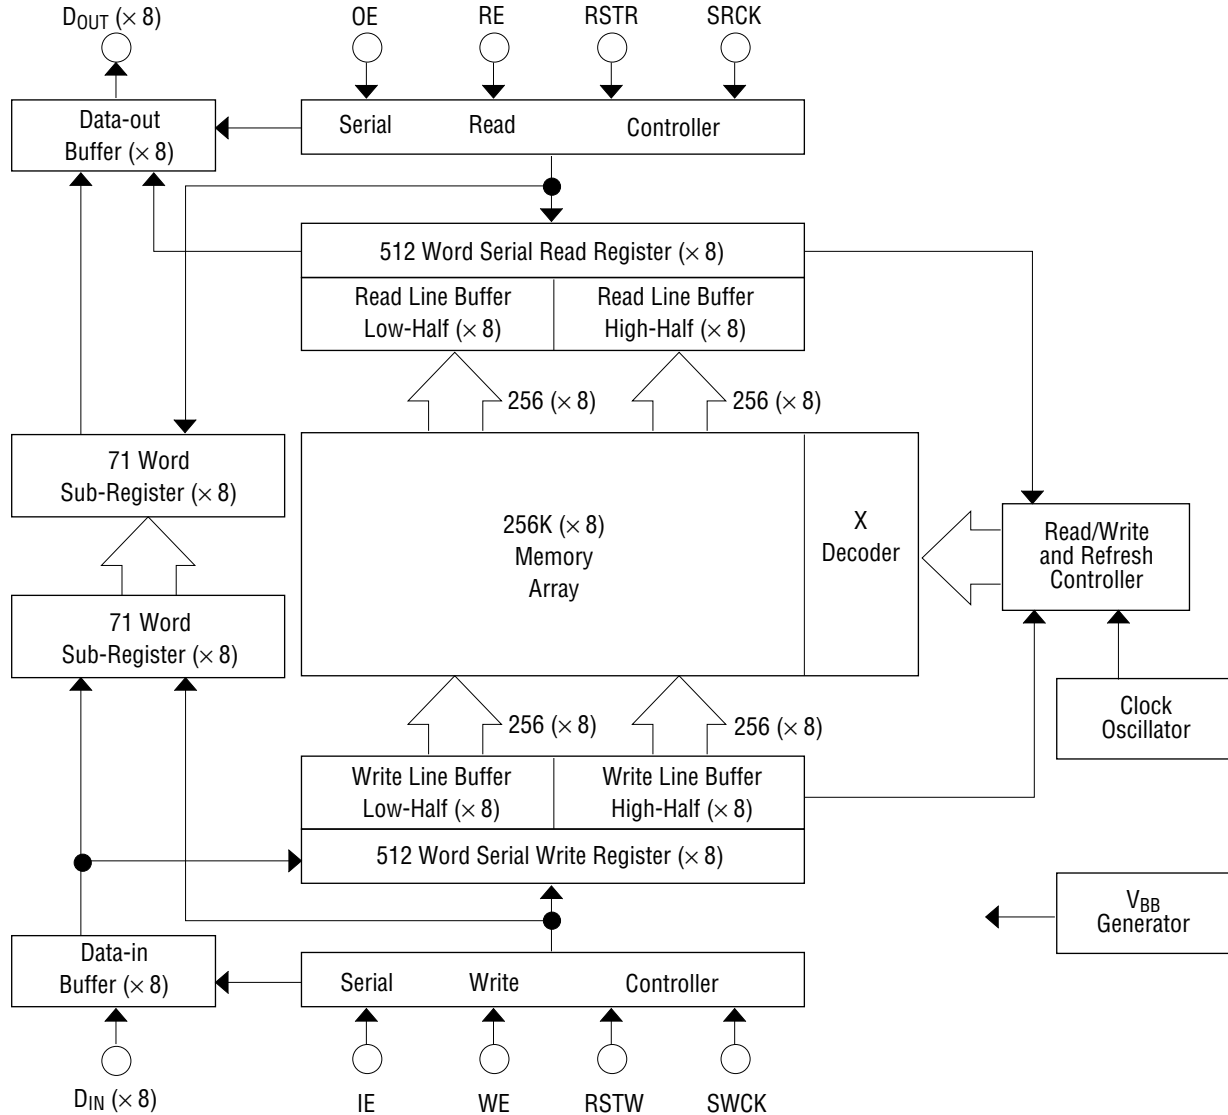 DOUT (× 8)
OE
RE
RSTR
SRCK
Data-out
Buffer (× 8)
Serial Read Controller
512 Word Serial Read Register (× 8)
Read Line Buffer
Low-Half (× 8)
Read Line Buffer
High-Half (× 8)
256 (× 8)
256 (× 8)
71 Word
Sub-Register (× 8)
256K (× 8)
Memory
Array
X
Decoder
Read/Write
and Refresh
Controller
71 Word
Sub-Register (× 8)
256 (× 8)
256 (× 8)
Clock
Oscillator
Write Line Buffer
Low-Half (× 8)
Write Line Buffer
High-Half (× 8)
512 Word Serial Write Register (× 8)
VBB
Generator
Data-in
Buffer (× 8)
Serial Write Controller
DIN (× 8)
IE
WE
RSTW
SWCK